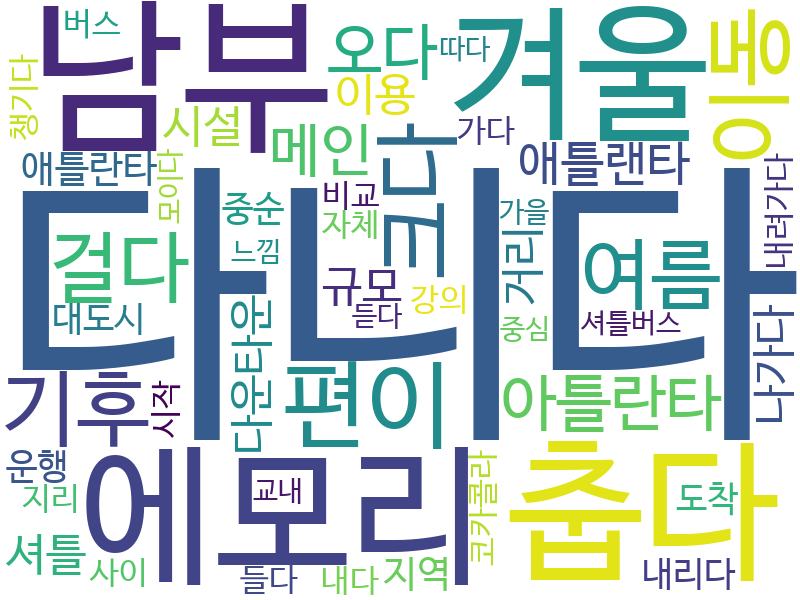 버스
남부
오다
따다
겨울
이동
챙기다
시설
이용
메인
크다
가다
애틀랜타
애틀란타
모이다
중순
비교
자체
가을
내려가다
다니다
걸다
느낌
규모
강의
거리
여름
대도시
듣다
중심
셔틀버스
나가다
다운타운
기후
시작
편이
아틀란타
운행
에모리
교내
코카콜라
춥다
지리
도착
셔틀
사이
들다
내다
지역
내리다